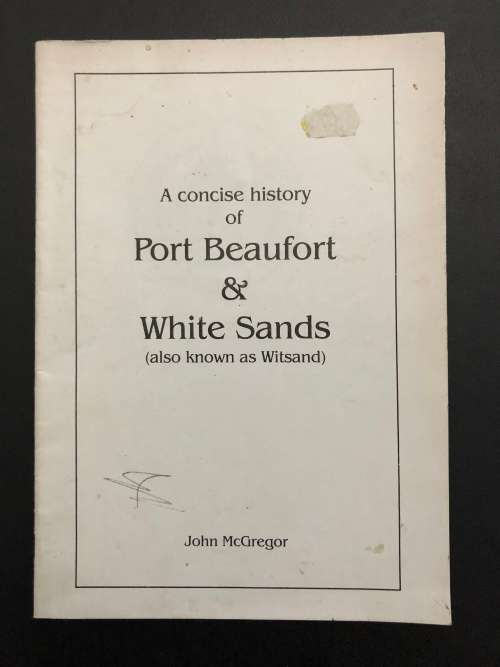 A concise history
of
Port Beaufort
&
White Sands
(also known as Witsand)
John McGregor